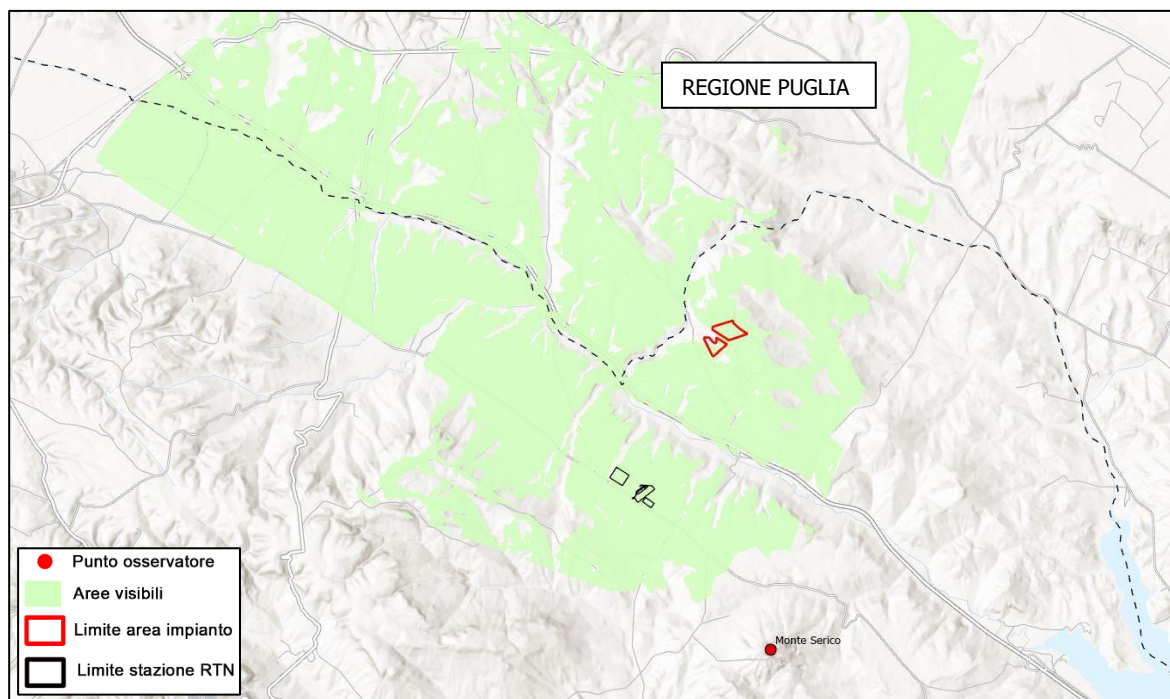 REGIONE PUGLIA
Monte Serico
Punto osservatore
Aree visibili
Limite area impianto
Limite stazione RTN